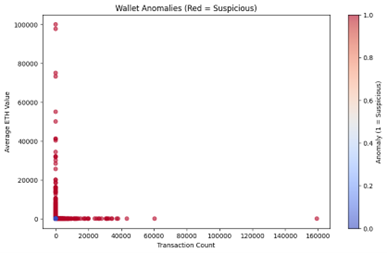 Wallet Anomalies (Red = Suspicious)
100000
80000
60000
40000
20000
0
Average ETH Value
0 20000 40000 60000 80000 100000 120000 140000 160000
Transaction Count
1.0
0.8
0.6
0.4
0.2
0.0
Anomaly (1 = Suspicious)